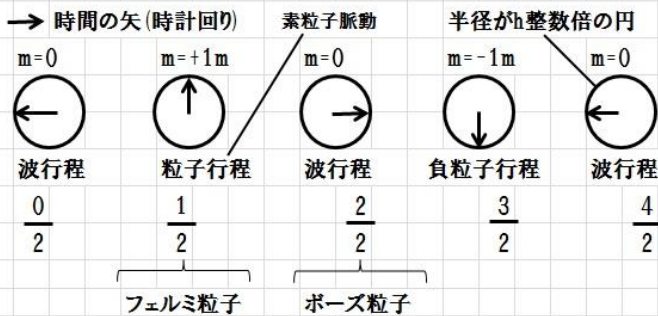 → 時間の矢(時計回り) 素粒子脈動 半径がh整数倍の円
m=0 m=+1m m=0 m=-1m m=0
波行程 粒子行程 波行程 負粒子行程 波行程
0/2 1/2 2/2 3/2 4/2
フェルミ粒子 ボーズ粒子